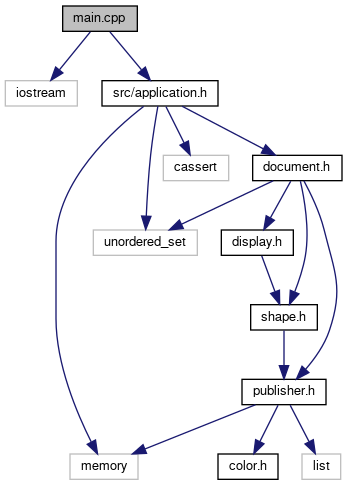 main.cpp
iostream
src/application.h
cassert
document.h
unordered_set
display.h
shape.h
publisher.h
memory
color.h
list